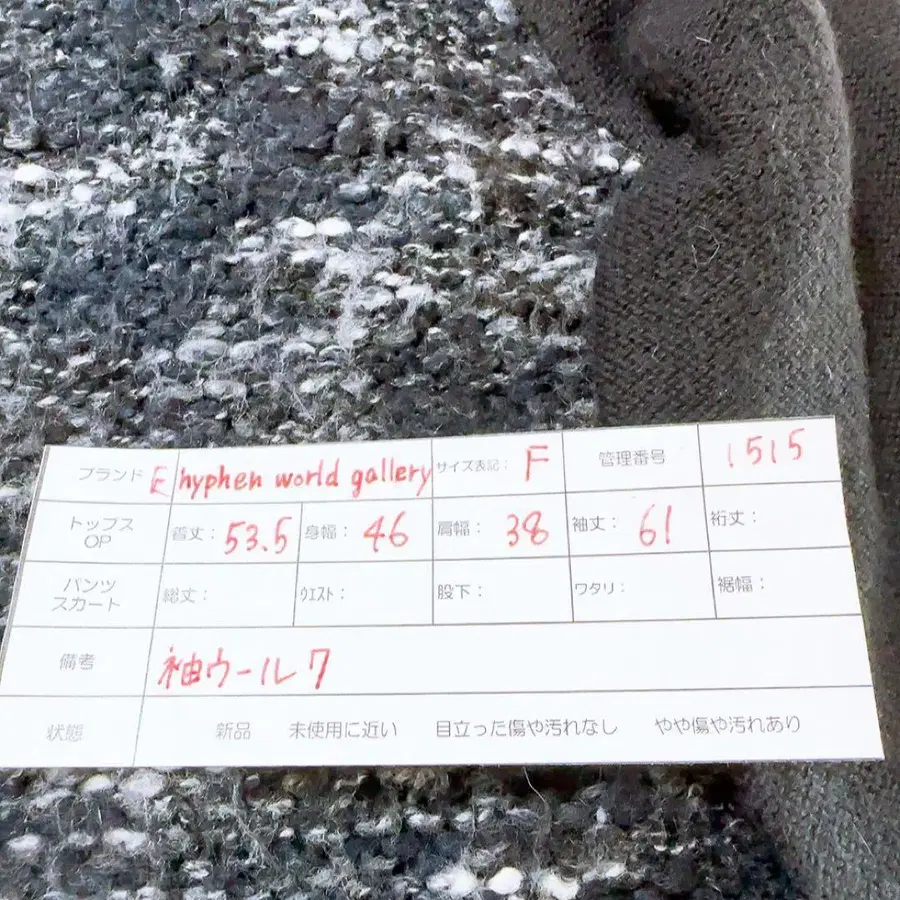 ブランド E hyphen world gallery サイズ表記： F 管理番号 1515
トップス OP 着丈： 53.5 身幅： 46 肩幅： 38 袖丈： 61 裄丈：
パンツ スカート 総丈： ウエスト： 股下： ワタリ： 裾幅：
備考 袖ウール7
状態 新品 未使用に近い 目立った傷や汚れなし やや傷や汚れあり